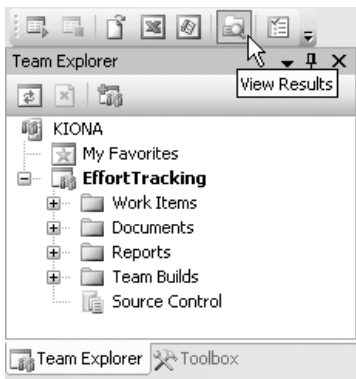 Team Explorer
View Results
KIONA
My Favorites
EffortTracking
Work Items
Documents
Reports
Team Builds
Source Control
Team Explorer Toolbox